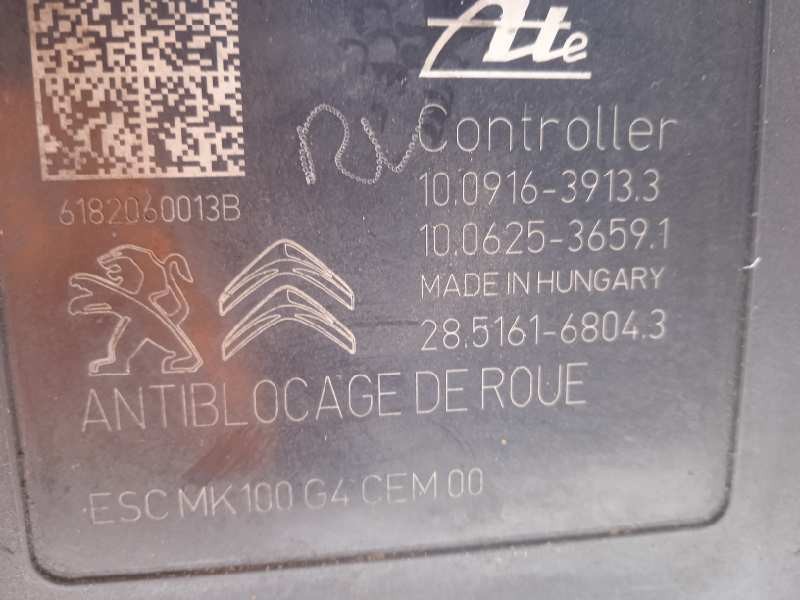 Ate
Controller
10.0916-3913.3
6182060013B
10.0625-3659.1
MADE IN HUNGARY
28.5161-6804.3
ANTIBLOCAGE DE ROUE
ESC MK100 G4 CEM 00